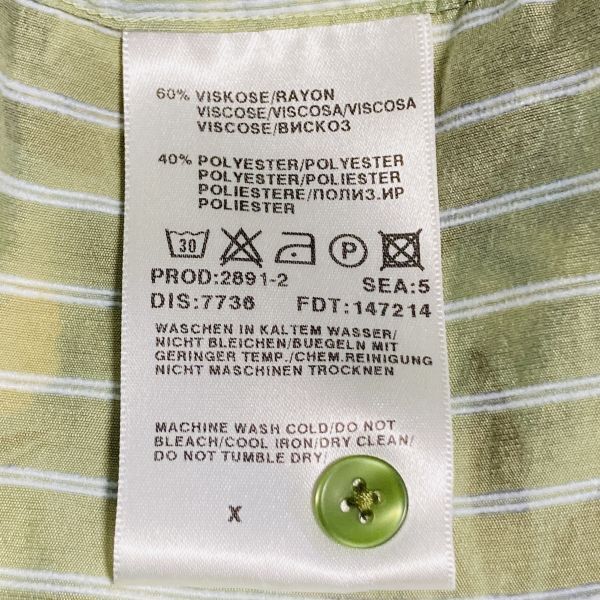 60% VISKOSE/RAYON
VISCOSE/VISCOSA/VISCOSA
VISCOSE/ВИСКОЗ
40% POLYESTER/POLYESTER
POLYESTER/POLIESTER
POLIESTERE/ПОЛИЗ.ИР
POLIESTER
30 P
PROD:2891-2 SEA:5
DIS:7736 FDT:147214
WASCHEN IN KALTEM WASSER/
NICHT BLEICHEN/BUEGELN MIT
GERINGER TEMP./CHEM.REINIGUNG
NICHT MASCHINEN TROCKNEN
MACHINE WASH COLD/DO NOT
BLEACH/COOL IRON/DRY CLEAN/
DO NOT TUMBLE DRY/
X